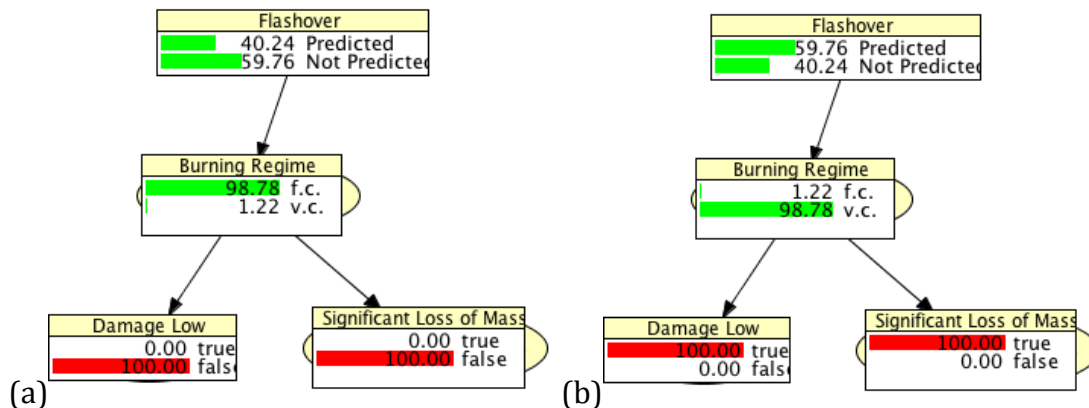 Flashover
40.24 Predicted
59.76 Not Predicted
Burning Regime
98.78 f.c.
1.22 v.c.
Damage Low
0.00 true
100.00 fals
Significant Loss of Mass
0.00 true
100.00 false
(a)
Flashover
59.76 Predicted
40.24 Not Predicted
Burning Regime
1.22 f.c.
98.78 v.c.
Damage Low
100.00 true
0.00 fals
Significant Loss of Mass
100.00 true
0.00 false
(b)